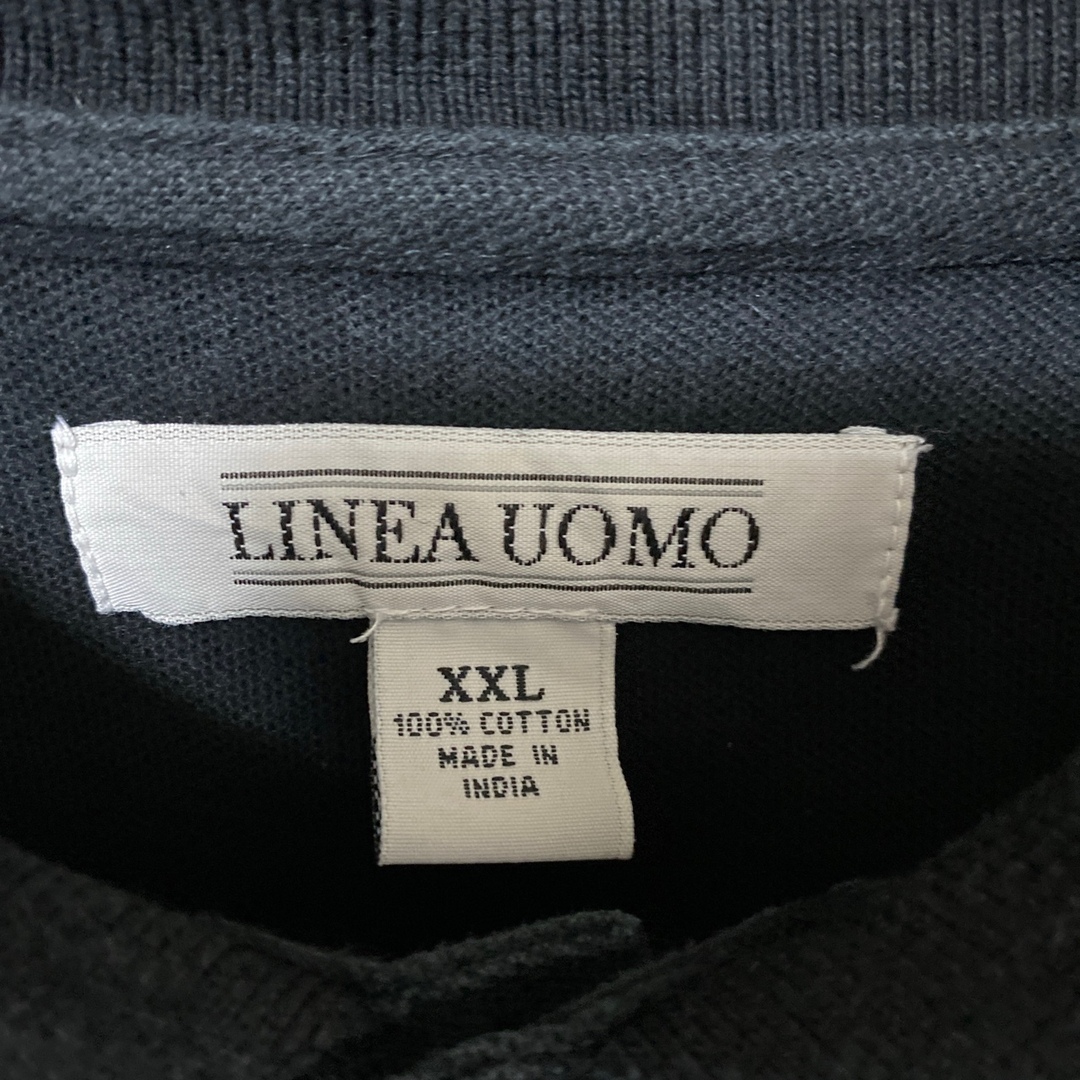 LINEA UOMO
XXL
100% COTTON
MADE IN
INDIA